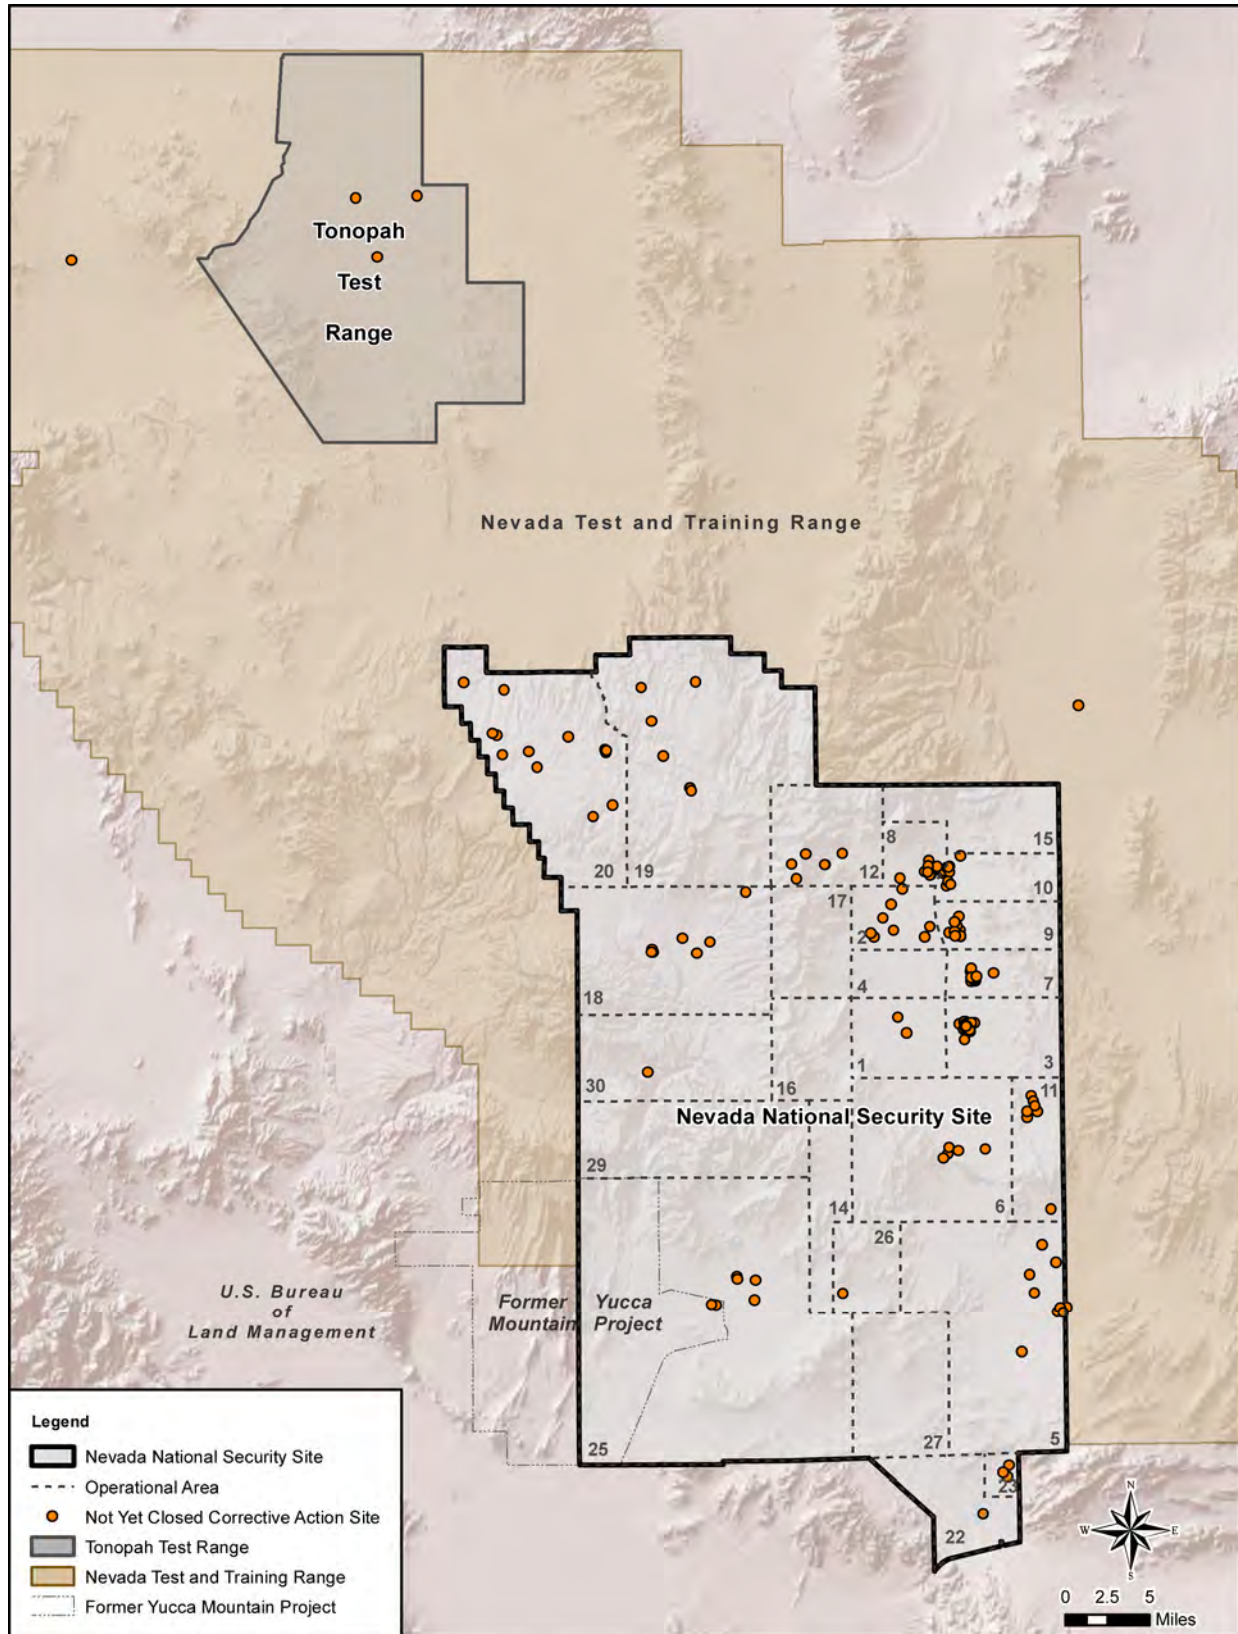 Tonopah
Test
Range
Nevada Test and Training Range
8
15
20
19
12
10
17
2
9
18
4
7
30
16
1
3
11
Nevada National Security Site
29
14
6
26
U.S. Bureau
of
Land Management
Former Yucca
Mountain Project
25
27
5
23
22
Legend
Nevada National Security Site
Operational Area
Not Yet Closed Corrective Action Site
Tonopah Test Range
Nevada Test and Training Range
Former Yucca Mountain Project
N
W
E
S
0 2.5 5
Miles